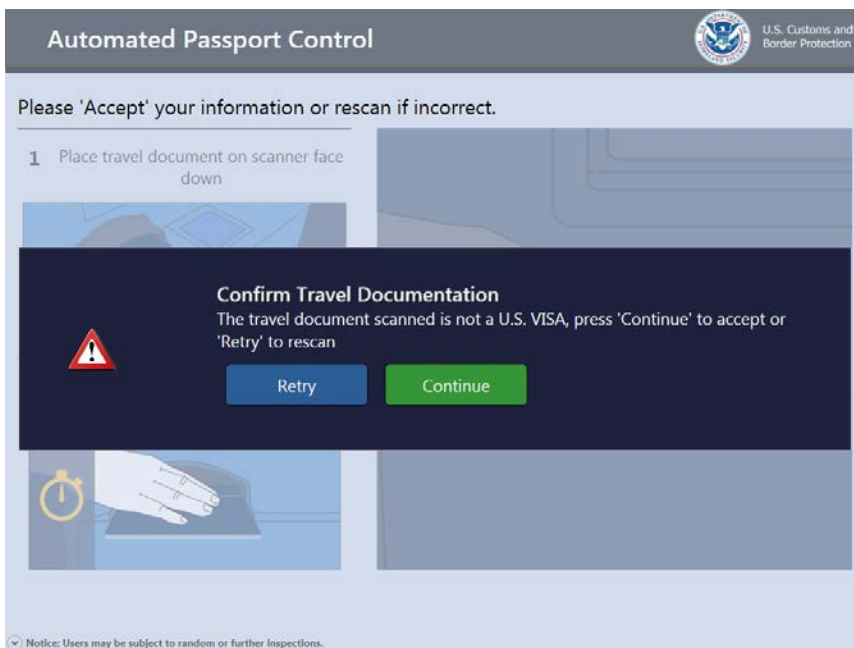 Automated Passport Control
U.S. Customs and
Border Protection
Please 'Accept' your information or rescan if incorrect.
1 Place travel document on scanner face
down
Confirm Travel Documentation
The travel document scanned is not a U.S. VISA, press 'Continue' to accept or
'Retry' to rescan
Retry
Continue
Notice: Users may be subject to random or further inspections.